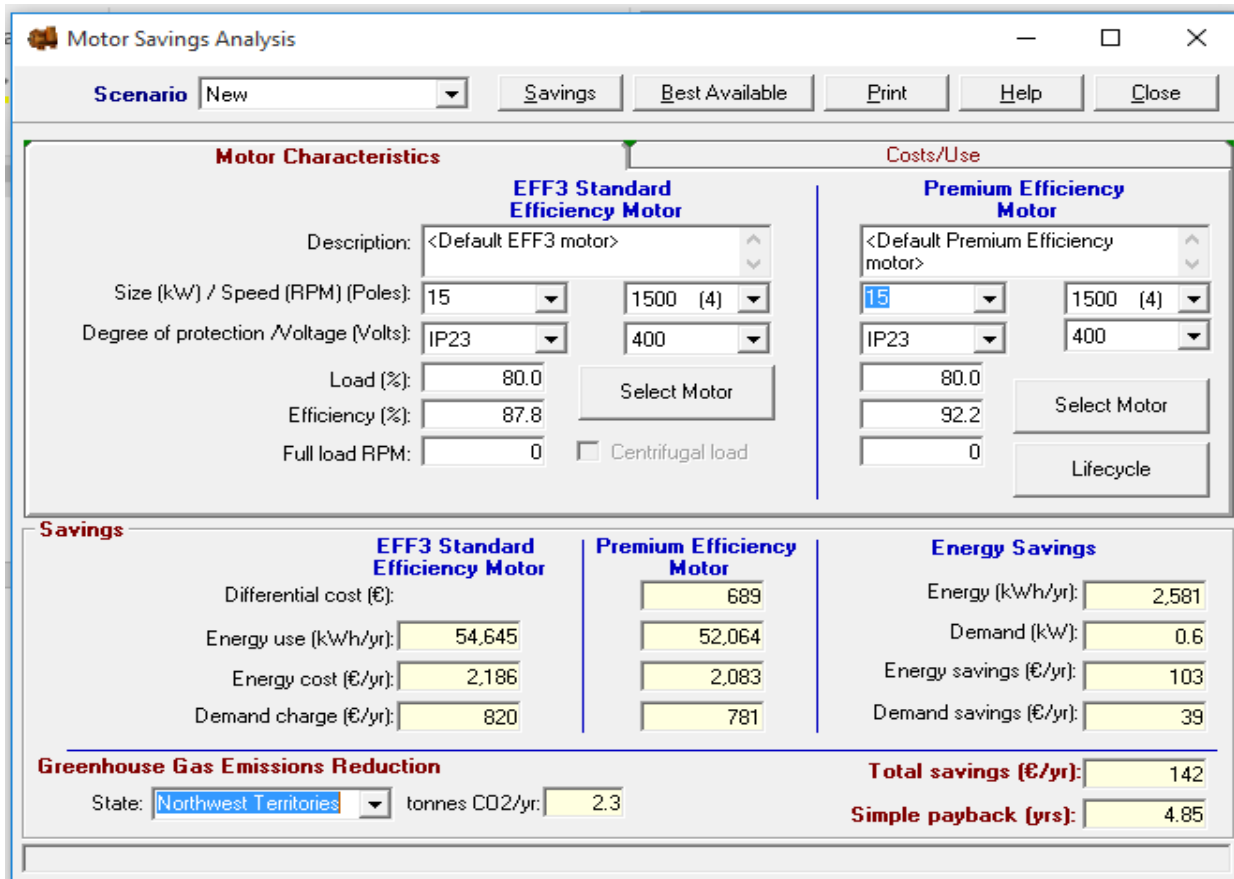 Motor Savings Analysis
Scenario New Savings Best Available Print Help Close
Motor Characteristics Costs/Use
EFF3 Standard Efficiency Motor Premium Efficiency Motor
Description: <Default EFF3 motor> <Default Premium Efficiency motor>
Size (kW) / Speed (RPM) (Poles): 15 1500 (4) 15 1500 (4)
Degree of protection /Voltage (Volts): IP23 400 IP23 400
Load (%): 80.0 Select Motor 80.0 Select Motor
Efficiency (%): 87.8 92.2
Full load RPM: 0 Centrifugal load 0 Lifecycle
Savings
EFF3 Standard Efficiency Motor Premium Efficiency Motor Energy Savings
Differential cost (€): 689 Energy (kWh/yr): 2,581
Energy use (kWh/yr): 54,645 52,064 Demand (kW): 0.6
Energy cost (€/yr): 2,186 2,083 Energy savings (€/yr): 103
Demand charge (€/yr): 820 781 Demand savings (€/yr): 39
Greenhouse Gas Emissions Reduction Total savings (€/yr): 142
State: Northwest Territories tonnes CO2/yr: 2.3 Simple payback (yrs): 4.85